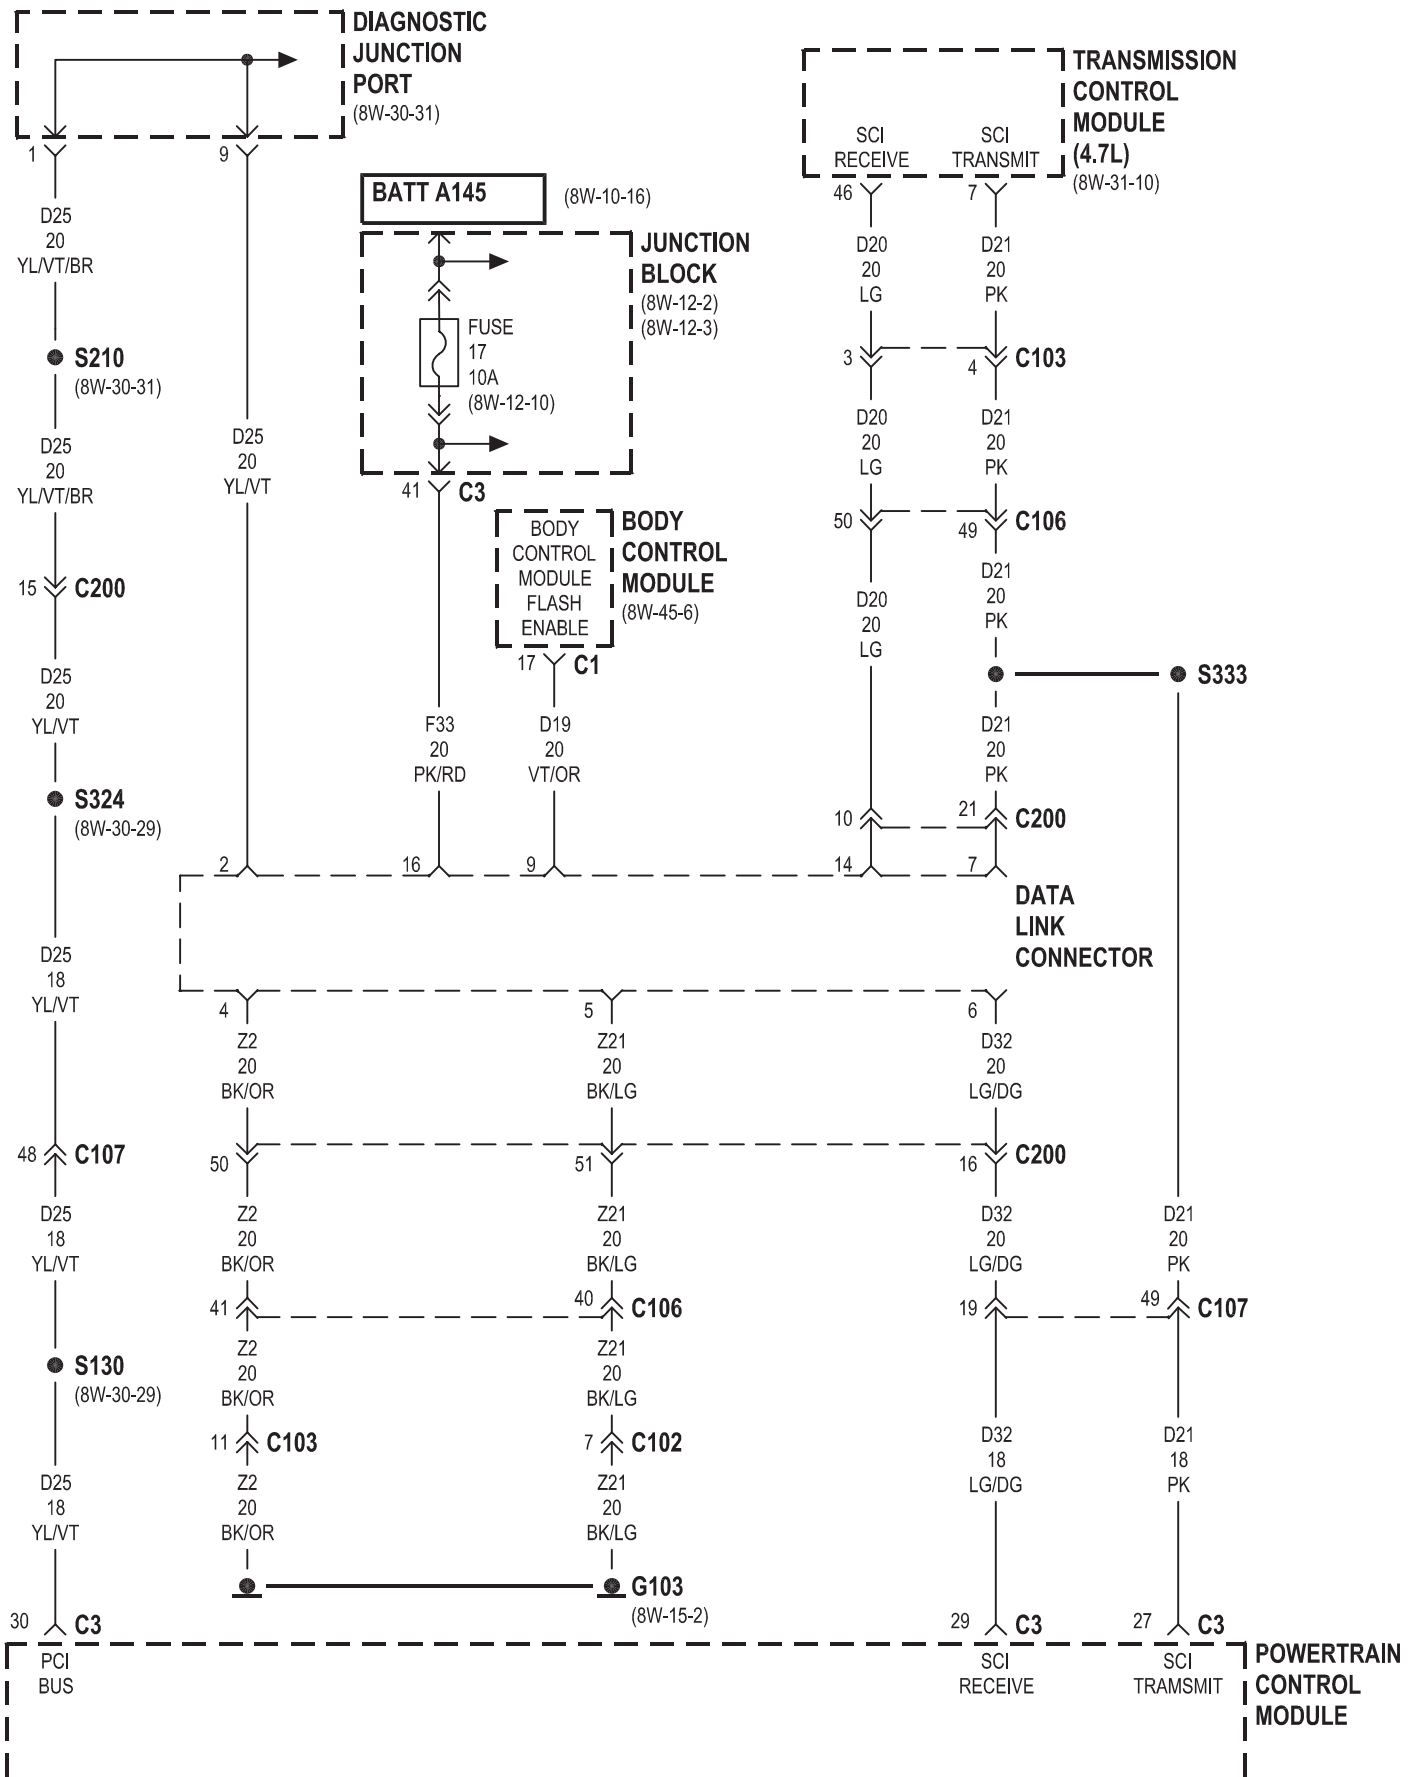 DIAGNOSTIC
JUNCTION
PORT
(8W-30-31)
1
9
D25
20
YL/VT/BR
S210
(8W-30-31)
D25
20
YL/VT/BR
15
C200
D25
20
YL/VT
S324
(8W-30-29)
D25
18
YL/VT
48
C107
D25
18
YL/VT
S130
(8W-30-29)
D25
18
YL/VT
30
C3
PCI
BUS
D25
20
YL/VT
BATT A145
(8W-10-16)
JUNCTION
BLOCK
(8W-12-2)
(8W-12-3)
FUSE
17
10A
(8W-12-10)
41
C3
BODY
CONTROL
MODULE
FLASH
ENABLE
BODY
CONTROL
MODULE
(8W-45-6)
17
C1
F33
20
PK/RD
D19
20
VT/OR
TRANSMISSION
CONTROL
MODULE
(4.7L)
(8W-31-10)
SCI
RECEIVE
SCI
TRANSMIT
46
7
D20
20
LG
D21
20
PK
3
4
C103
D20
20
LG
D21
20
PK
50
49
C106
D20
20
LG
D21
20
PK
S333
D21
20
PK
10
21
C200
2
16
9
14
7
DATA
LINK
CONNECTOR
4
5
6
Z2
20
BK/OR
Z21
20
BK/LG
D32
20
LG/DG
50
51
16
C200
Z2
20
BK/OR
Z21
20
BK/LG
D32
20
LG/DG
D21
20
PK
41
40
C106
19
49
C107
Z2
20
BK/OR
Z21
20
BK/LG
11
C103
7
C102
Z2
20
BK/OR
Z21
20
BK/LG
D32
18
LG/DG
D21
18
PK
G103
(8W-15-2)
29
C3
27
C3
SCI
RECEIVE
SCI
TRAMSMIT
POWERTRAIN
CONTROL
MODULE